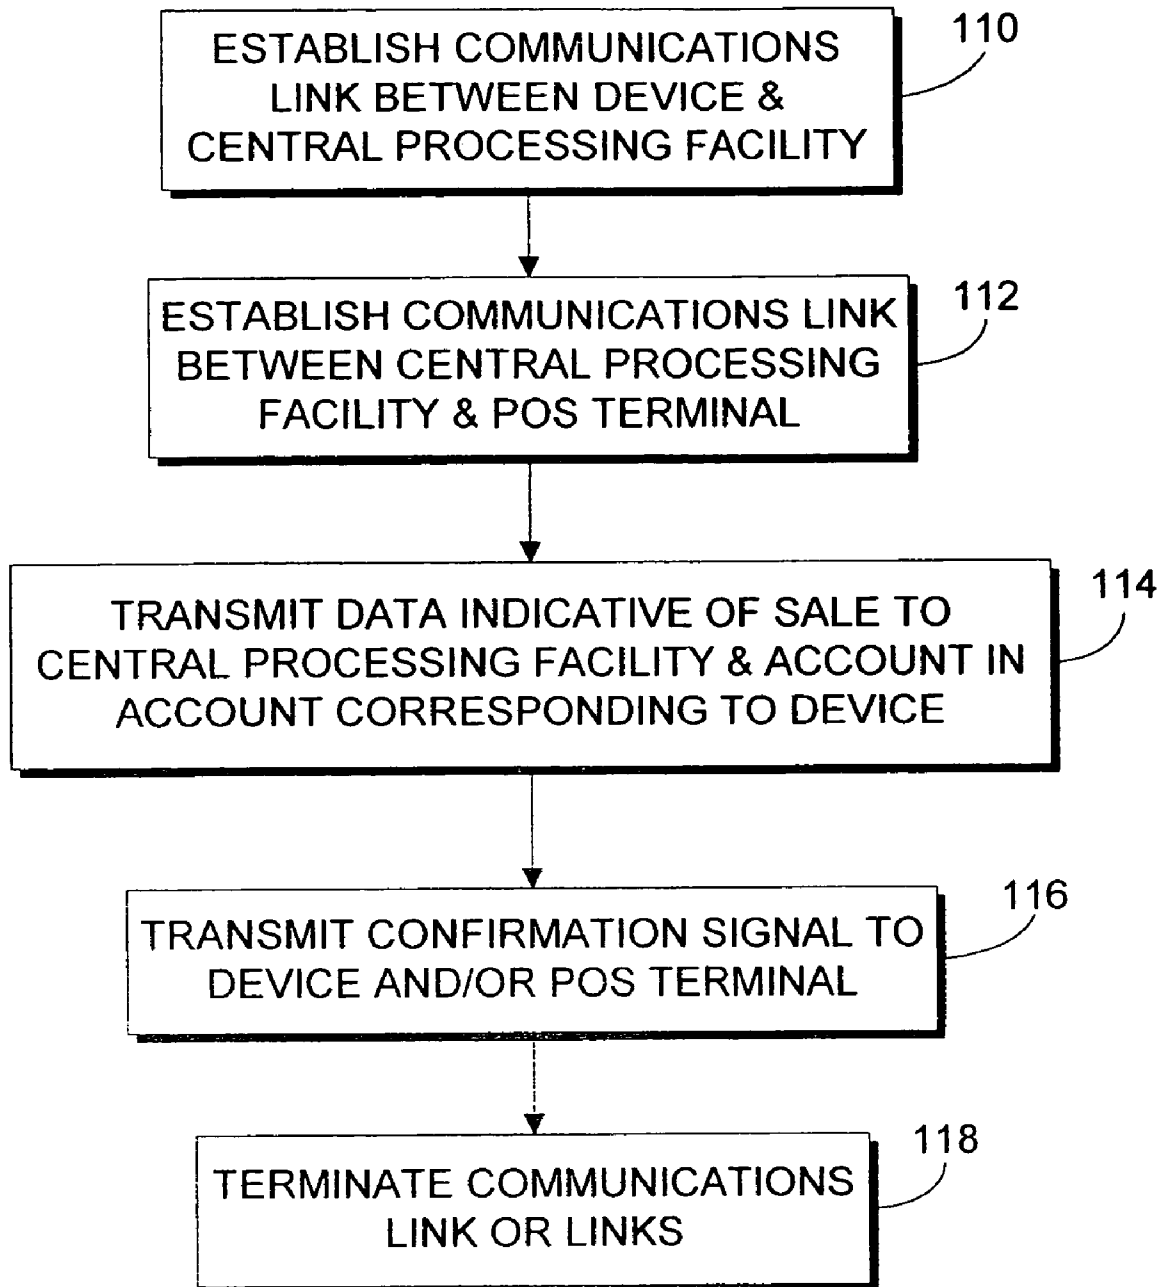 ESTABLISH COMMUNICATIONS
LINK BETWEEN DEVICE &
CENTRAL PROCESSING FACILITY
110
ESTABLISH COMMUNICATIONS LINK
BETWEEN CENTRAL PROCESSING
FACILITY & POS TERMINAL
112
TRANSMIT DATA INDICATIVE OF SALE TO
CENTRAL PROCESSING FACILITY & ACCOUNT IN
ACCOUNT CORRESPONDING TO DEVICE
114
TRANSMIT CONFIRMATION SIGNAL TO
DEVICE AND/OR POS TERMINAL
116
TERMINATE COMMUNICATIONS
LINK OR LINKS
118